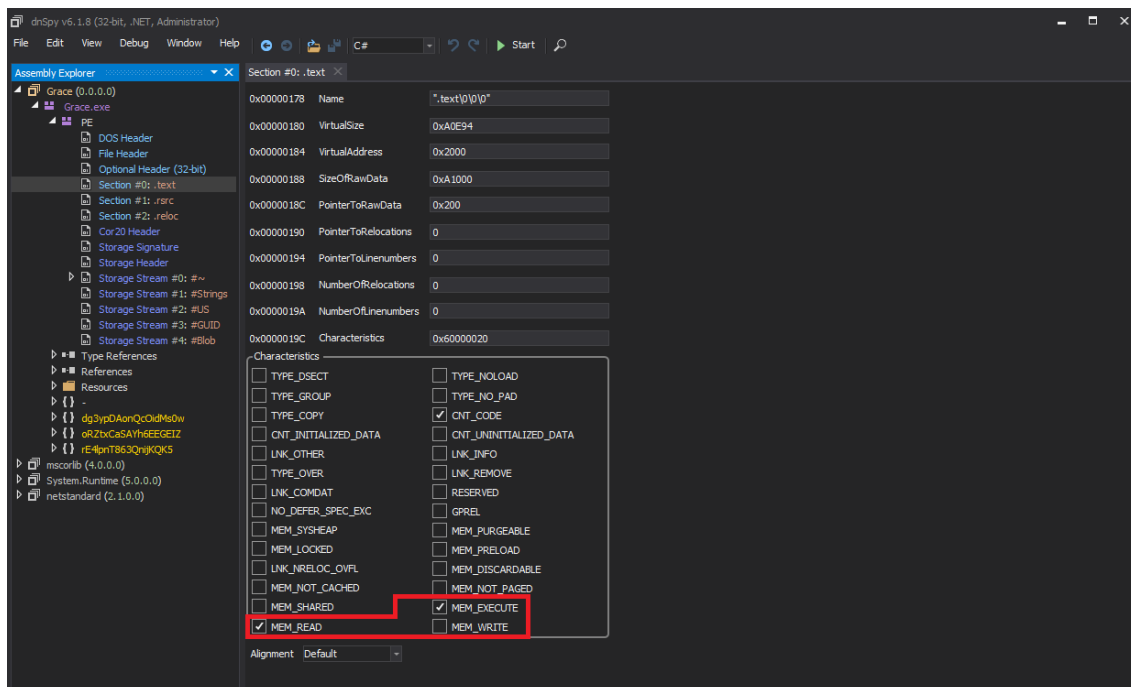 dnSpy v6.1.8 (32-bit, .NET, Administrator)
File Edit View Debug Window Help C# Start
Assembly Explorer
Section #0: .text
Grace (0.0.0.0)
Grace.exe
PE
DOS Header
File Header
Optional Header (32-bit)
Section #0: .text
Section #1: .rsrc
Section #2: .reloc
Cor20 Header
Storage Signature
Storage Header
Storage Stream #0: #~
Storage Stream #1: #Strings
Storage Stream #2: #US
Storage Stream #3: #GUID
Storage Stream #4: #Blob
Type References
References
Resources
{ } -
{ } dg3ypDAonQcOidMs0w
{ } oRZtxCaSAYh6EEGEIZ
{ } rE4lpnT863QnijKQK5
mscorlib (4.0.0.0)
System.Runtime (5.0.0.0)
netstandard (2.1.0.0)
0x00000178 Name ".text\0\0\0"
0x00000180 VirtualSize 0xA0E94
0x00000184 VirtualAddress 0x2000
0x00000188 SizeOfRawData 0xA1000
0x0000018C PointerToRawData 0x200
0x00000190 PointerToRelocations 0
0x00000194 PointerToLinenumbers 0
0x00000198 NumberOfRelocations 0
0x0000019A NumberOfLinenumbers 0
0x0000019C Characteristics 0x60000020
Characteristics
TYPE_DSECT TYPE_NOLOAD
TYPE_GROUP TYPE_NO_PAD
TYPE_COPY CNT_CODE
CNT_INITIALIZED_DATA CNT_UNINITIALIZED_DATA
LNK_OTHER LNK_INFO
TYPE_OVER LNK_REMOVE
LNK_COMDAT RESERVED
NO_DEFER_SPEC_EXC GPREL
MEM_SYSHEAP MEM_PURGEABLE
MEM_LOCKED MEM_PRELOAD
LNK_NRELOC_OVFL MEM_DISCARDABLE
MEM_NOT_CACHED MEM_NOT_PAGED
MEM_SHARED MEM_EXECUTE
MEM_READ MEM_WRITE
Alignment Default